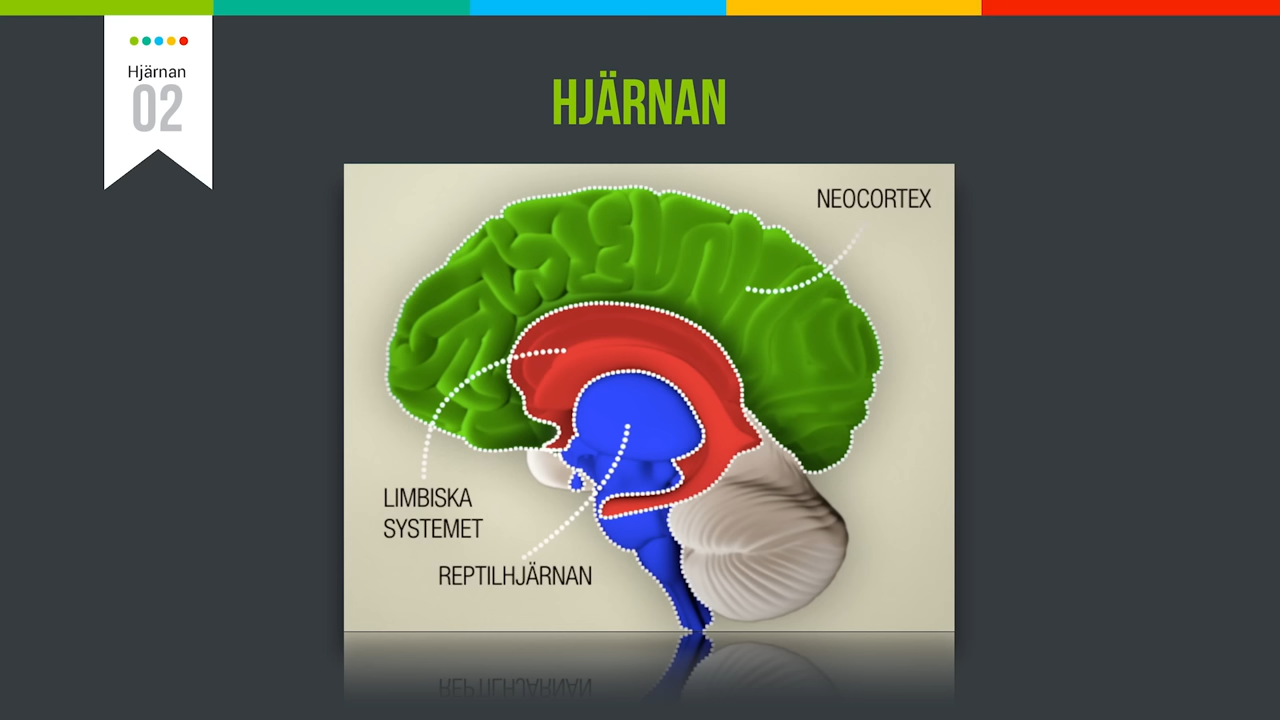 Hjärnan
02
HJÄRNAN
NEOCORTEX
LIMBISKA
SYSTEMET
REPTILHJÄRNAN